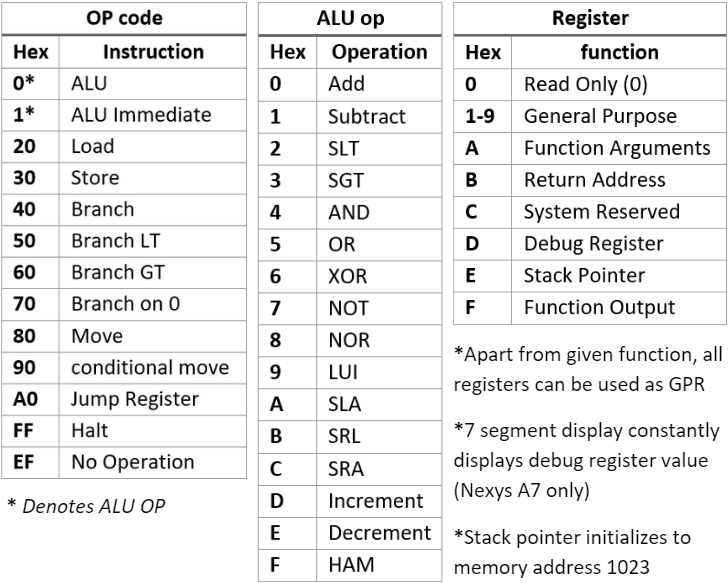 OP code
Hex Instruction
0* ALU
1* ALU Immediate
20 Load
30 Store
40 Branch
50 Branch LT
60 Branch GT
70 Branch on 0
80 Move
90 conditional move
A0 Jump Register
FF Halt
EF No Operation
* Denotes ALU OP
ALU op
Hex Operation
0 Add
1 Subtract
2 SLT
3 SGT
4 AND
5 OR
6 XOR
7 NOT
8 NOR
9 LUI
A SLA
B SRL
C SRA
D Increment
E Decrement
F HAM
Register
Hex function
0 Read Only (0)
1-9 General Purpose
A Function Arguments
B Return Address
C System Reserved
D Debug Register
E Stack Pointer
F Function Output
*Apart from given function, all
registers can be used as GPR
*7 segment display constantly
displays debug register value
(Nexys A7 only)
*Stack pointer initializes to
memory address 1023